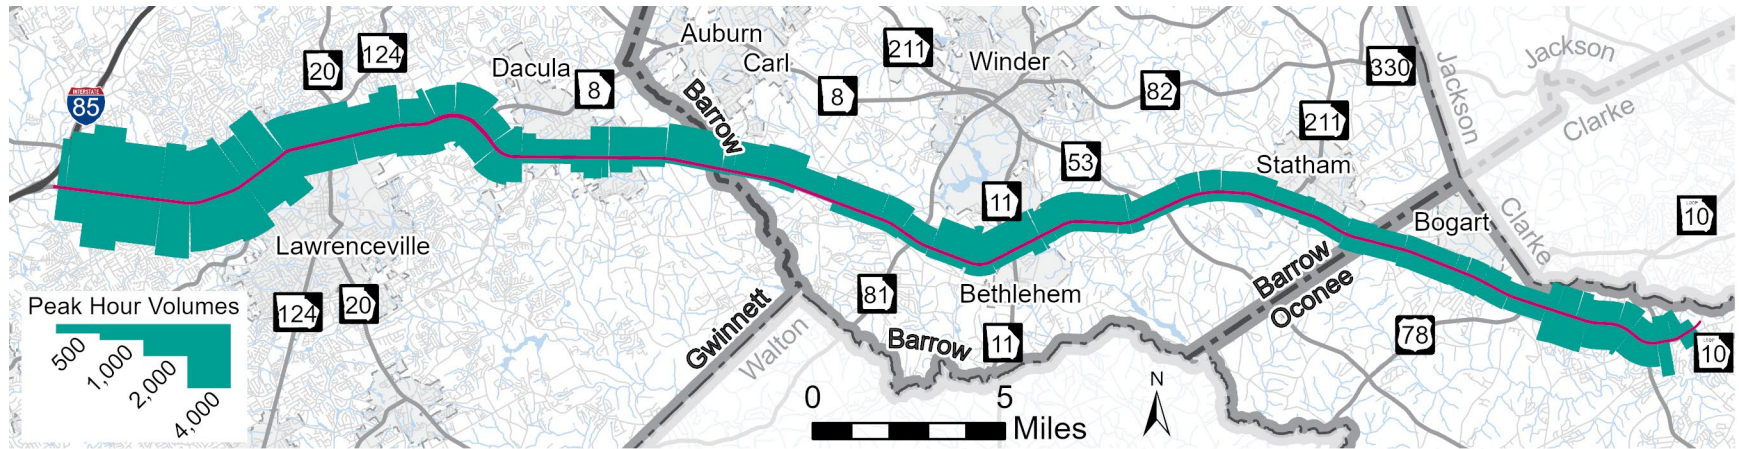 Auburn
124
211
Jackson
Jackson
20
Dacula
Carl
Winder
330
INTERSTATE
85
8
8
82
Barrow
211
Clarke
53
Statham
11
Bogart
LOOP
10
Clarke
Lawrenceville
Barrow
Oconee
81
Bethlehem
Peak Hour Volumes
500
1,000
2,000
4,000
124
20
Gwinnett
Walton
Barrow
11
78
LOOP
10
N
0
5
Miles